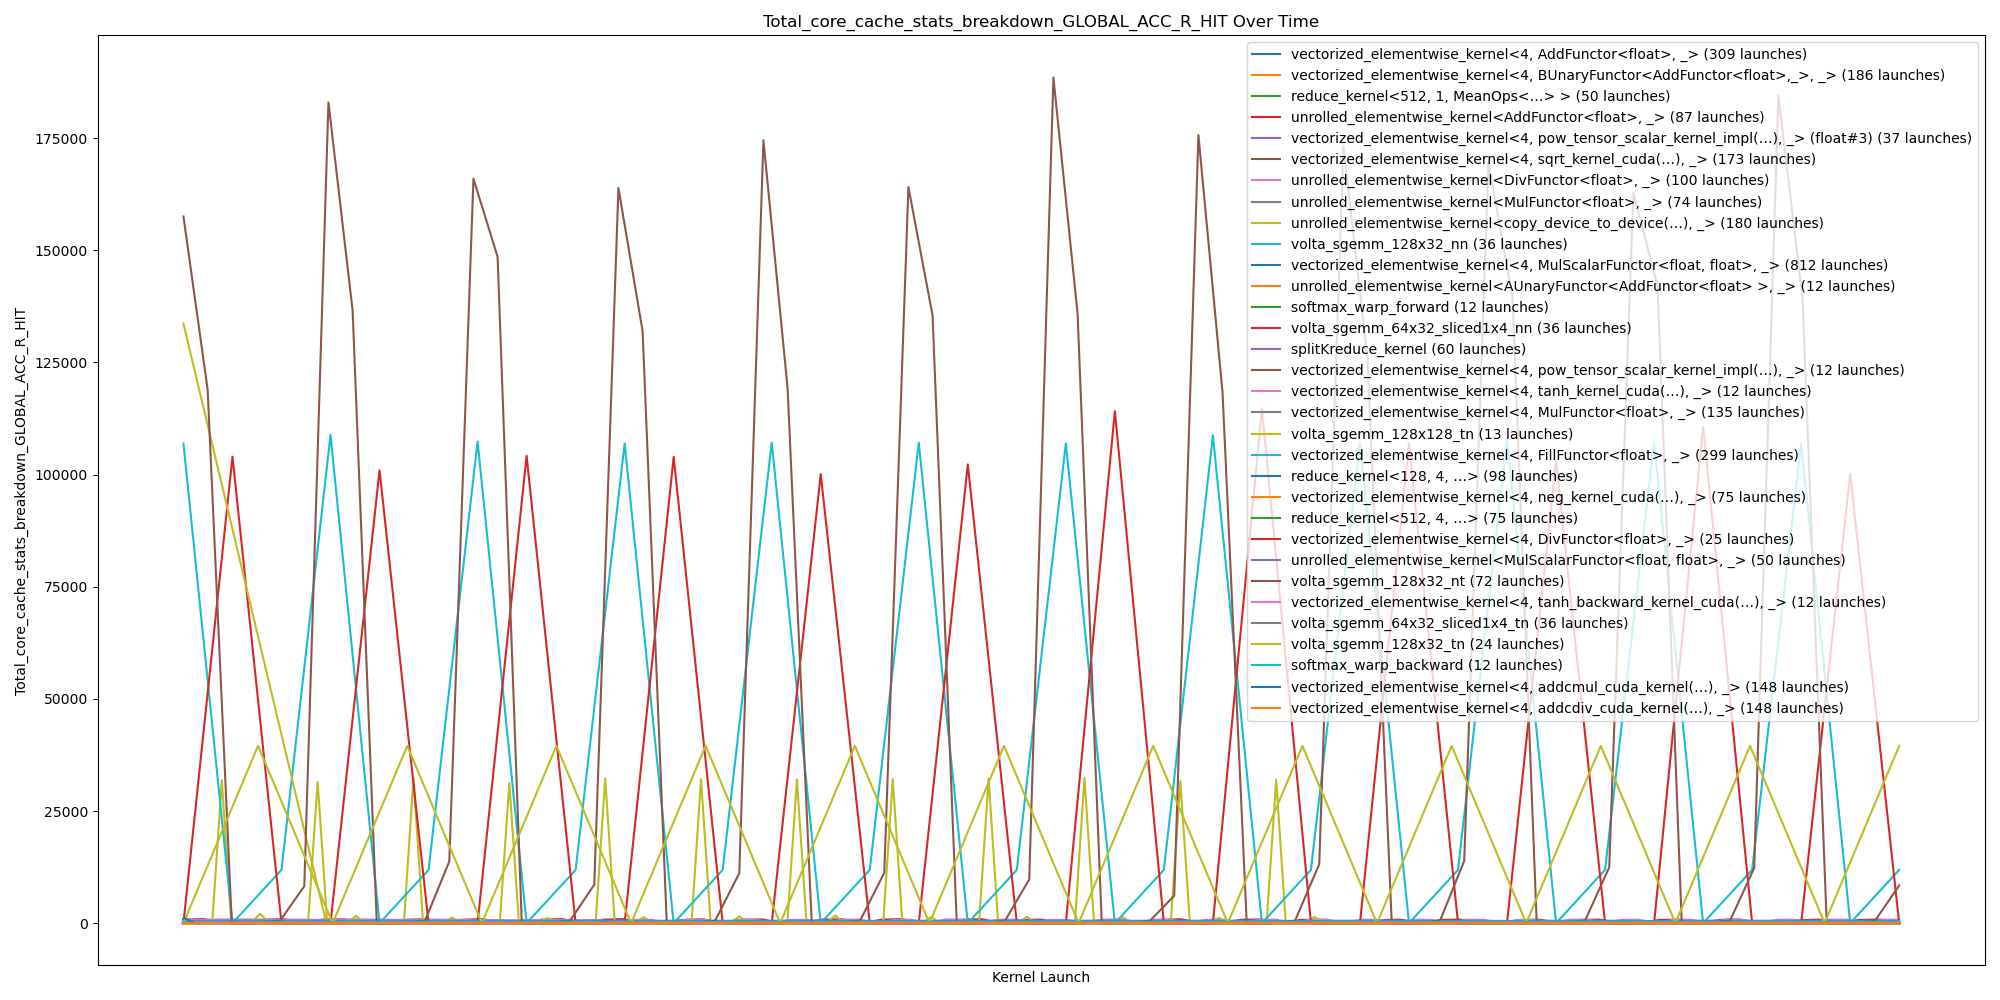 Total_core_cache_stats_breakdown_GLOBAL_ACC_R_HIT Over Time
vectorized_elementwise_kernel<4, AddFunctor<float>, _> (309 launches)
vectorized_elementwise_kernel<4, BUnaryFunctor<AddFunctor<float>,_>, _> (186 launches)
reduce_kernel<512, 1, MeanOps<...> > (50 launches)
unrolled_elementwise_kernel<AddFunctor<float>, _> (87 launches)
vectorized_elementwise_kernel<4, pow_tensor_scalar_kernel_impl(...), _> (float#3) (37 launches)
vectorized_elementwise_kernel<4, sqrt_kernel_cuda(...), _> (173 launches)
unrolled_elementwise_kernel<DivFunctor<float>, _> (100 launches)
unrolled_elementwise_kernel<MulFunctor<float>, _> (74 launches)
unrolled_elementwise_kernel<copy_device_to_device(...), _> (180 launches)
volta_sgemm_128x32_nn (36 launches)
vectorized_elementwise_kernel<4, MulScalarFunctor<float, float>, _> (812 launches)
unrolled_elementwise_kernel<AUnaryFunctor<AddFunctor<float> >, _> (12 launches)
softmax_warp_forward (12 launches)
volta_sgemm_64x32_sliced1x4_nn (36 launches)
splitKreduce_kernel (60 launches)
vectorized_elementwise_kernel<4, pow_tensor_scalar_kernel_impl(...), _> (12 launches)
vectorized_elementwise_kernel<4, tanh_kernel_cuda(...), _> (12 launches)
vectorized_elementwise_kernel<4, MulFunctor<float>, _> (135 launches)
volta_sgemm_128x128_tn (13 launches)
vectorized_elementwise_kernel<4, FillFunctor<float>, _> (299 launches)
reduce_kernel<128, 4, ...> (98 launches)
vectorized_elementwise_kernel<4, neg_kernel_cuda(...), _> (75 launches)
reduce_kernel<512, 4, ...> (75 launches)
vectorized_elementwise_kernel<4, DivFunctor<float>, _> (25 launches)
unrolled_elementwise_kernel<MulScalarFunctor<float, float>, _> (50 launches)
volta_sgemm_128x32_nt (72 launches)
vectorized_elementwise_kernel<4, tanh_backward_kernel_cuda(...), _> (12 launches)
volta_sgemm_64x32_sliced1x4_tn (36 launches)
volta_sgemm_128x32_tn (24 launches)
softmax_warp_backward (12 launches)
vectorized_elementwise_kernel<4, addcmul_cuda_kernel(...), _> (148 launches)
vectorized_elementwise_kernel<4, addcdiv_cuda_kernel(...), _> (148 launches)
Total_core_cache_stats_breakdown_GLOBAL_ACC_R_HIT
175000
150000
125000
100000
75000
50000
25000
0
Kernel Launch